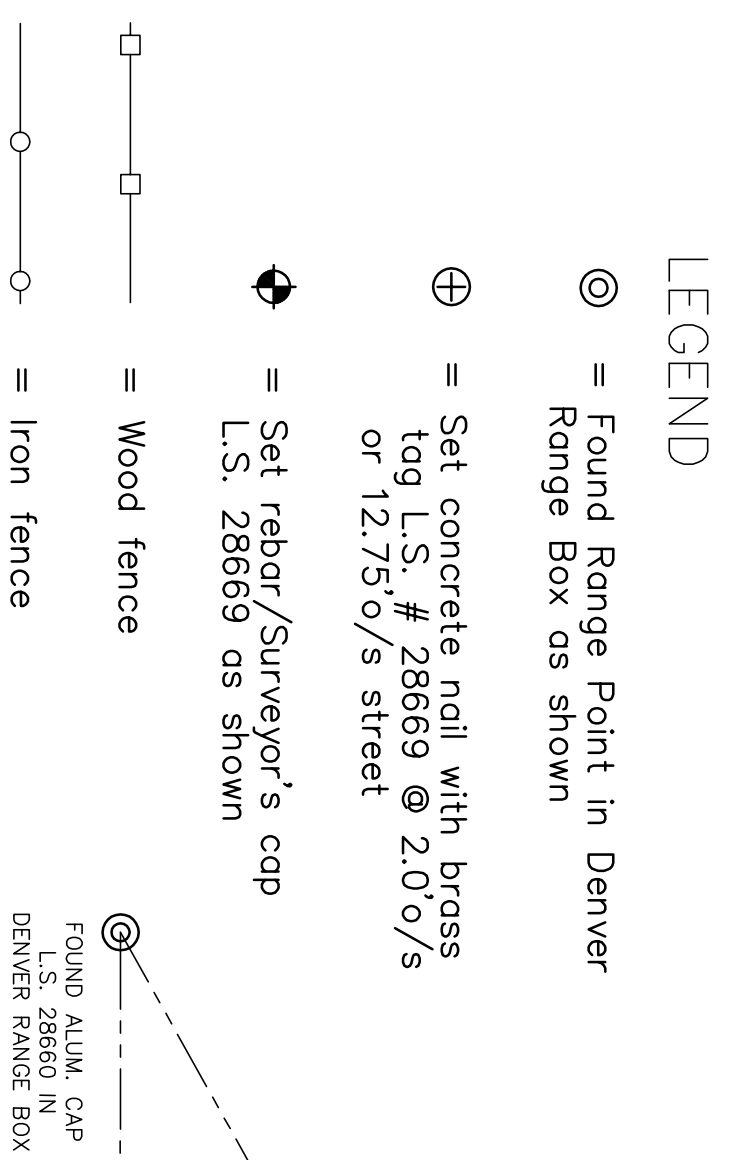 LEGEND
= Found Range Point in Denver
Range Box as shown
= Set concrete nail with brass
tag L.S. # 28669 @ 2.0'o/s
or 12.75'o/s street
= Set rebar/Surveyor's cap
L.S. 28669 as shown
= Wood fence
= Iron fence
FOUND ALUM. CAP
L.S. 28660 IN
DENVER RANGE BOX